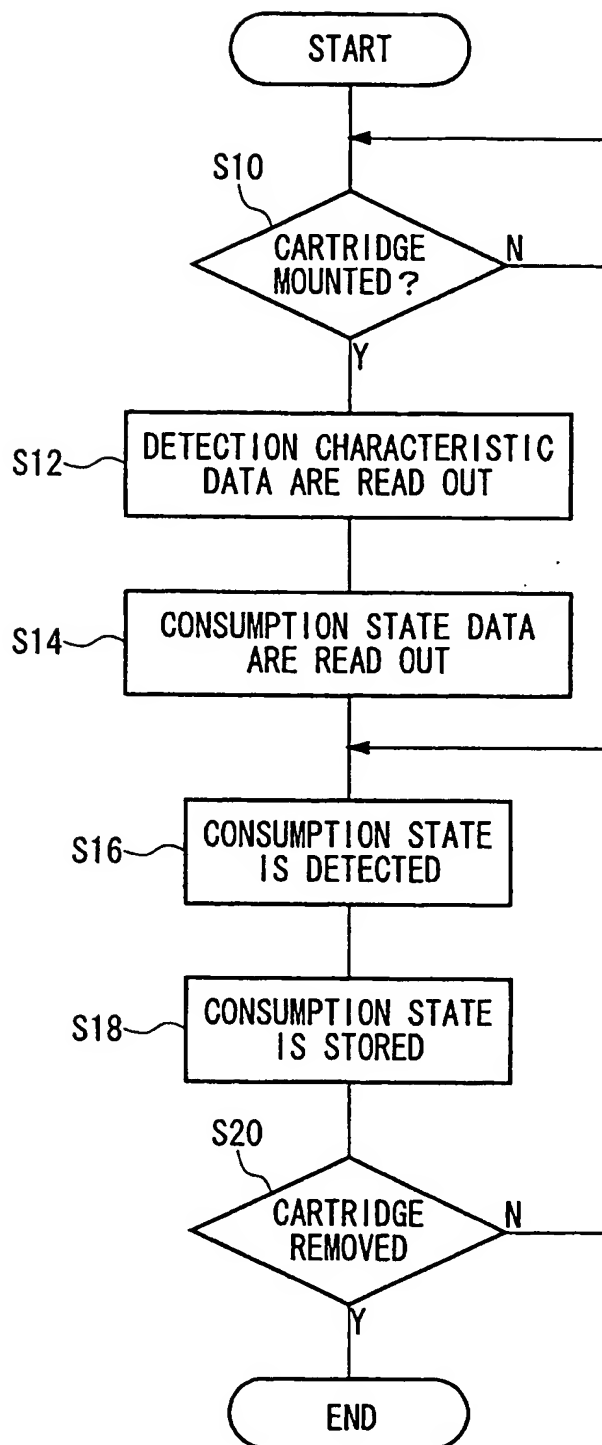 START
S10
CARTRIDGE
MOUNTED?
N
Y
S12
DETECTION CHARACTERISTIC
DATA ARE READ OUT
S14
CONSUMPTION STATE DATA
ARE READ OUT
S16
CONSUMPTION STATE
IS DETECTED
S18
CONSUMPTION STATE
IS STORED
S20
CARTRIDGE
REMOVED
N
Y
END